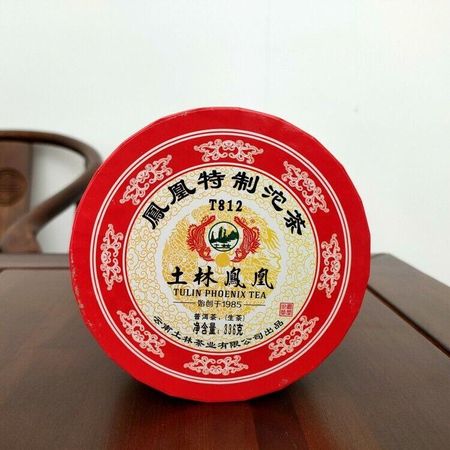 鳳凰特制沱茶
T812
土林鳳凰
TULIN PHOENIX TEA
始创于1985
普洱茶:(生茶)
净含量:336克
云南土林茶业有限公司出品